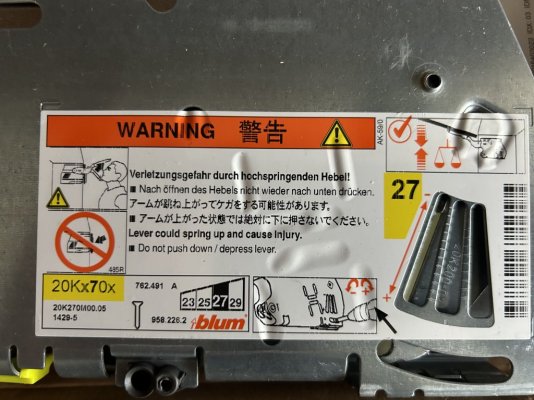 WARNING 警告
AK-59/0
Verletzungsgefahr durch hochspringenden Hebel!
■ Nach öffnen des Hebels nicht wieder nach unten drücken.
アームが跳ね上がってケガをする可能性があります.
■ アームが上がった状態では絶対に下に押さないでください.
Lever could spring up and cause injury.
■ Do not push down / depress lever.
485R
27
-
+
20Kx70x
762.491 A
23 25 27 29
20K270M00.05
1429-5
958.226.2
blum